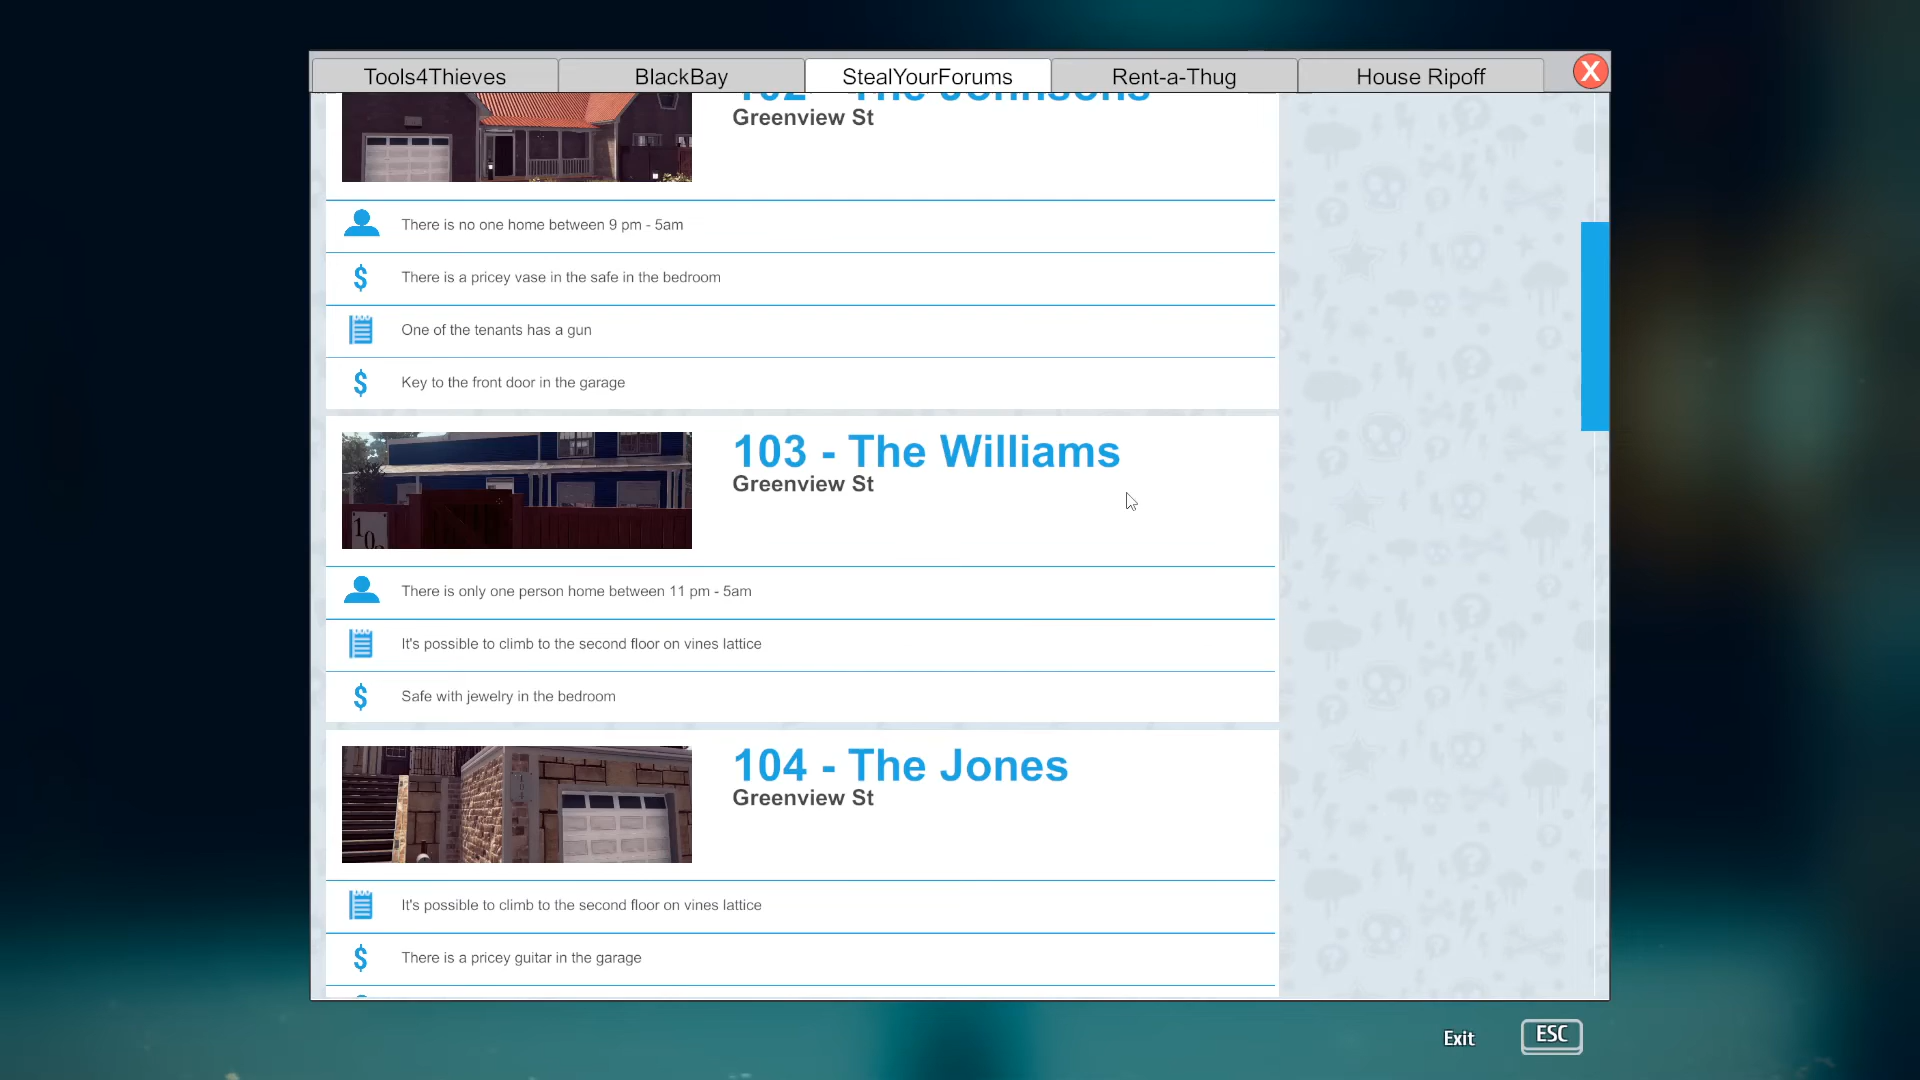 Tools4Thieves
BlackBay
StealYourForums
Rent-a-Thug
House Ripoff
X
102 - The Johnsons
Greenview St
There is no one home between 9 pm - 5am
$ There is a pricey vase in the safe in the bedroom
One of the tenants has a gun
$ Key to the front door in the garage
103 - The Williams
Greenview St
There is only one person home between 11 pm - 5am
It's possible to climb to the second floor on vines lattice
$ Safe with jewelry in the bedroom
104
104 - The Jones
Greenview St
It's possible to climb to the second floor on vines lattice
$ There is a pricey guitar in the garage
Exit
ESC